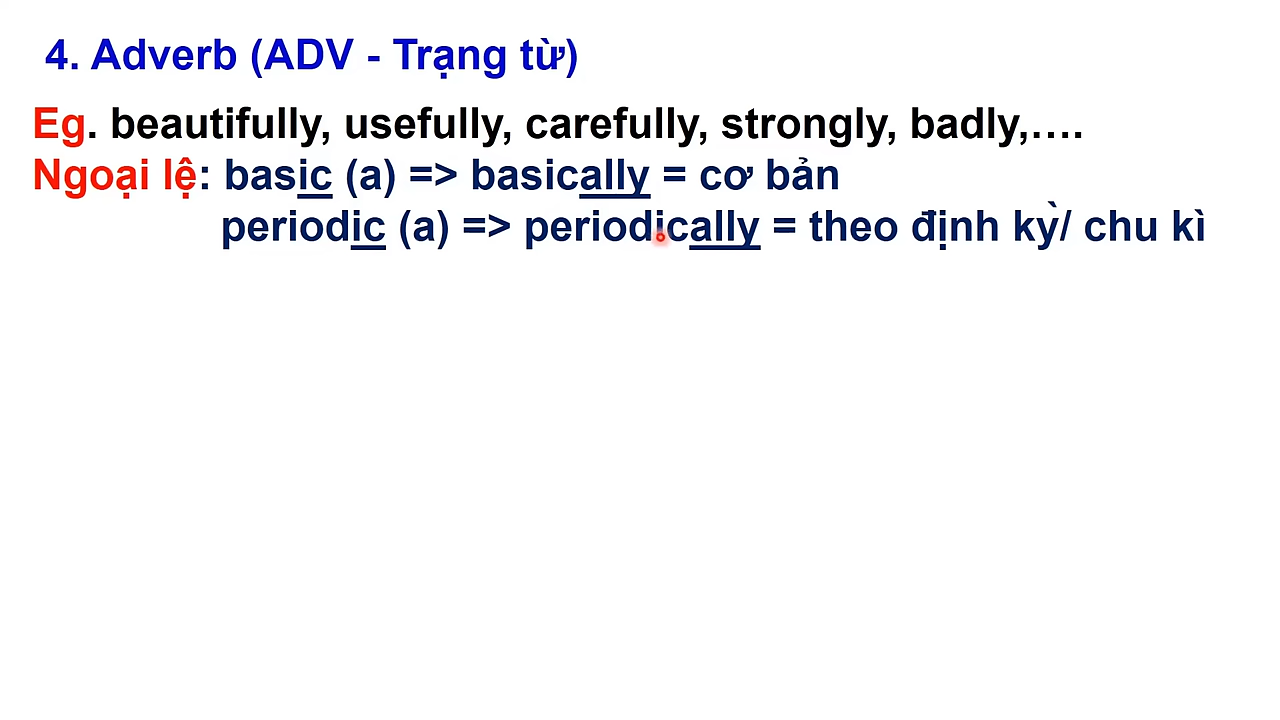 4. Adverb (ADV - Trạng từ)
Eg. beautifully, usefully, carefully, strongly, badly,….
Ngoại lệ: basic (a) => basically = cơ bản
periodic (a) => periodically = theo định kỳ/ chu kì